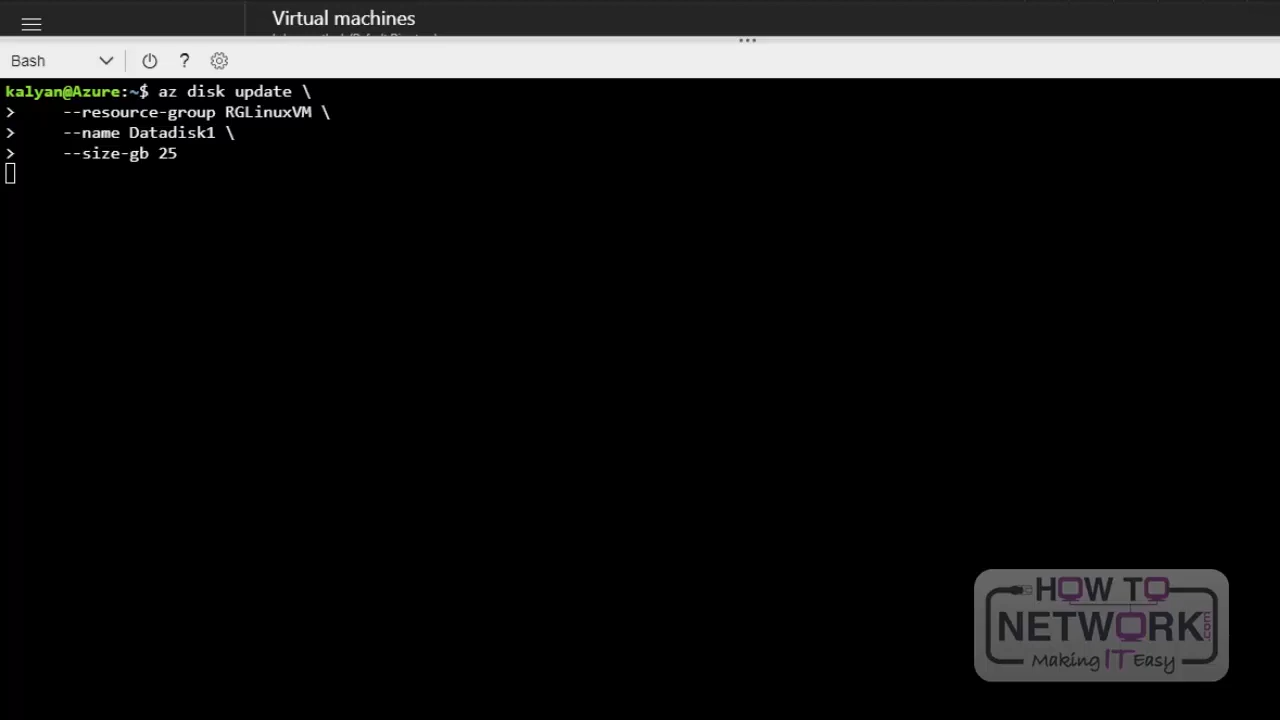 Virtual machines
Bash
?
kalyan@Azure:~$ az disk update \
> --resource-group RGLinuxVM \
> --name Datadisk1 \
> --size-gb 25
HOW TO
NETWORK.com
Making IT Easy